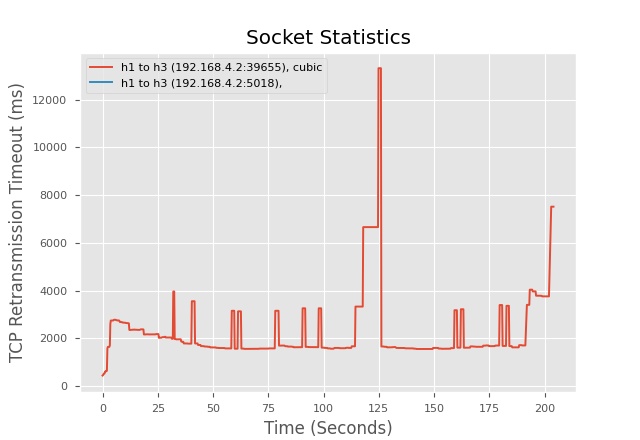 Socket Statistics
h1 to h3 (192.168.4.2:39655), cubic
h1 to h3 (192.168.4.2:5018),
TCP Retransmission Timeout (ms)
12000
10000
8000
6000
4000
2000
0
0 25 50 75 100 125 150 175 200
Time (Seconds)